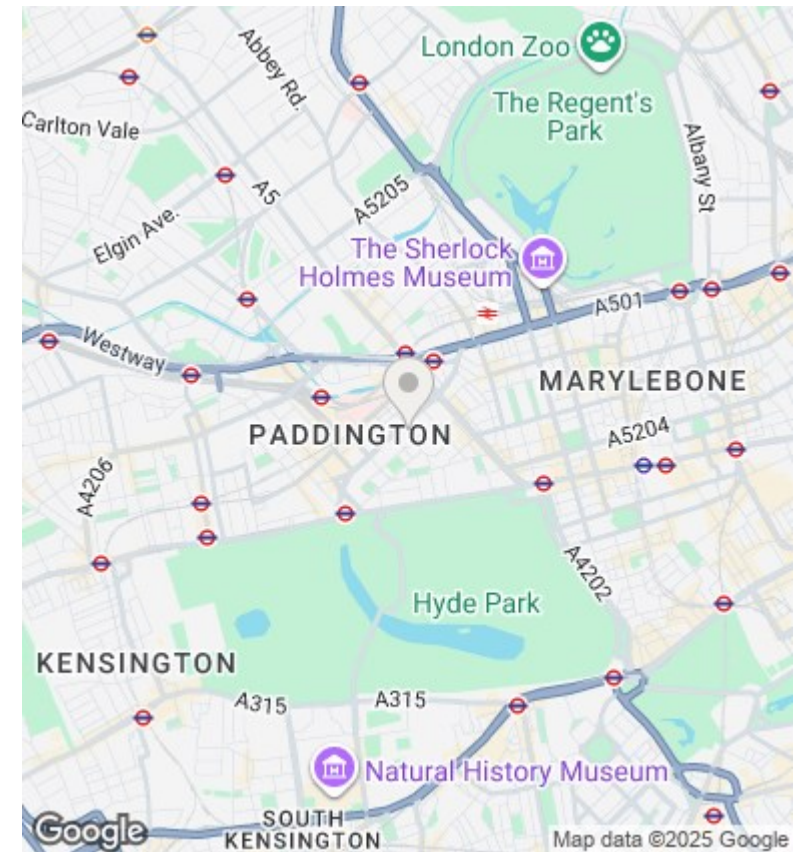 London Zoo
Abbey Rd.
The Regent's
Park
Carlton Vale
Albany St
A5
A5205
Elgin Ave.
The Sherlock
Holmes Museum
A501
Westway
MARYLEBONE
PADDINGTON
A5204
A4206
A4202
Hyde Park
KENSINGTON
A315
A315
Natural History Museum
SOUTH
KENSINGTON
Google
Map data ©2025 Google